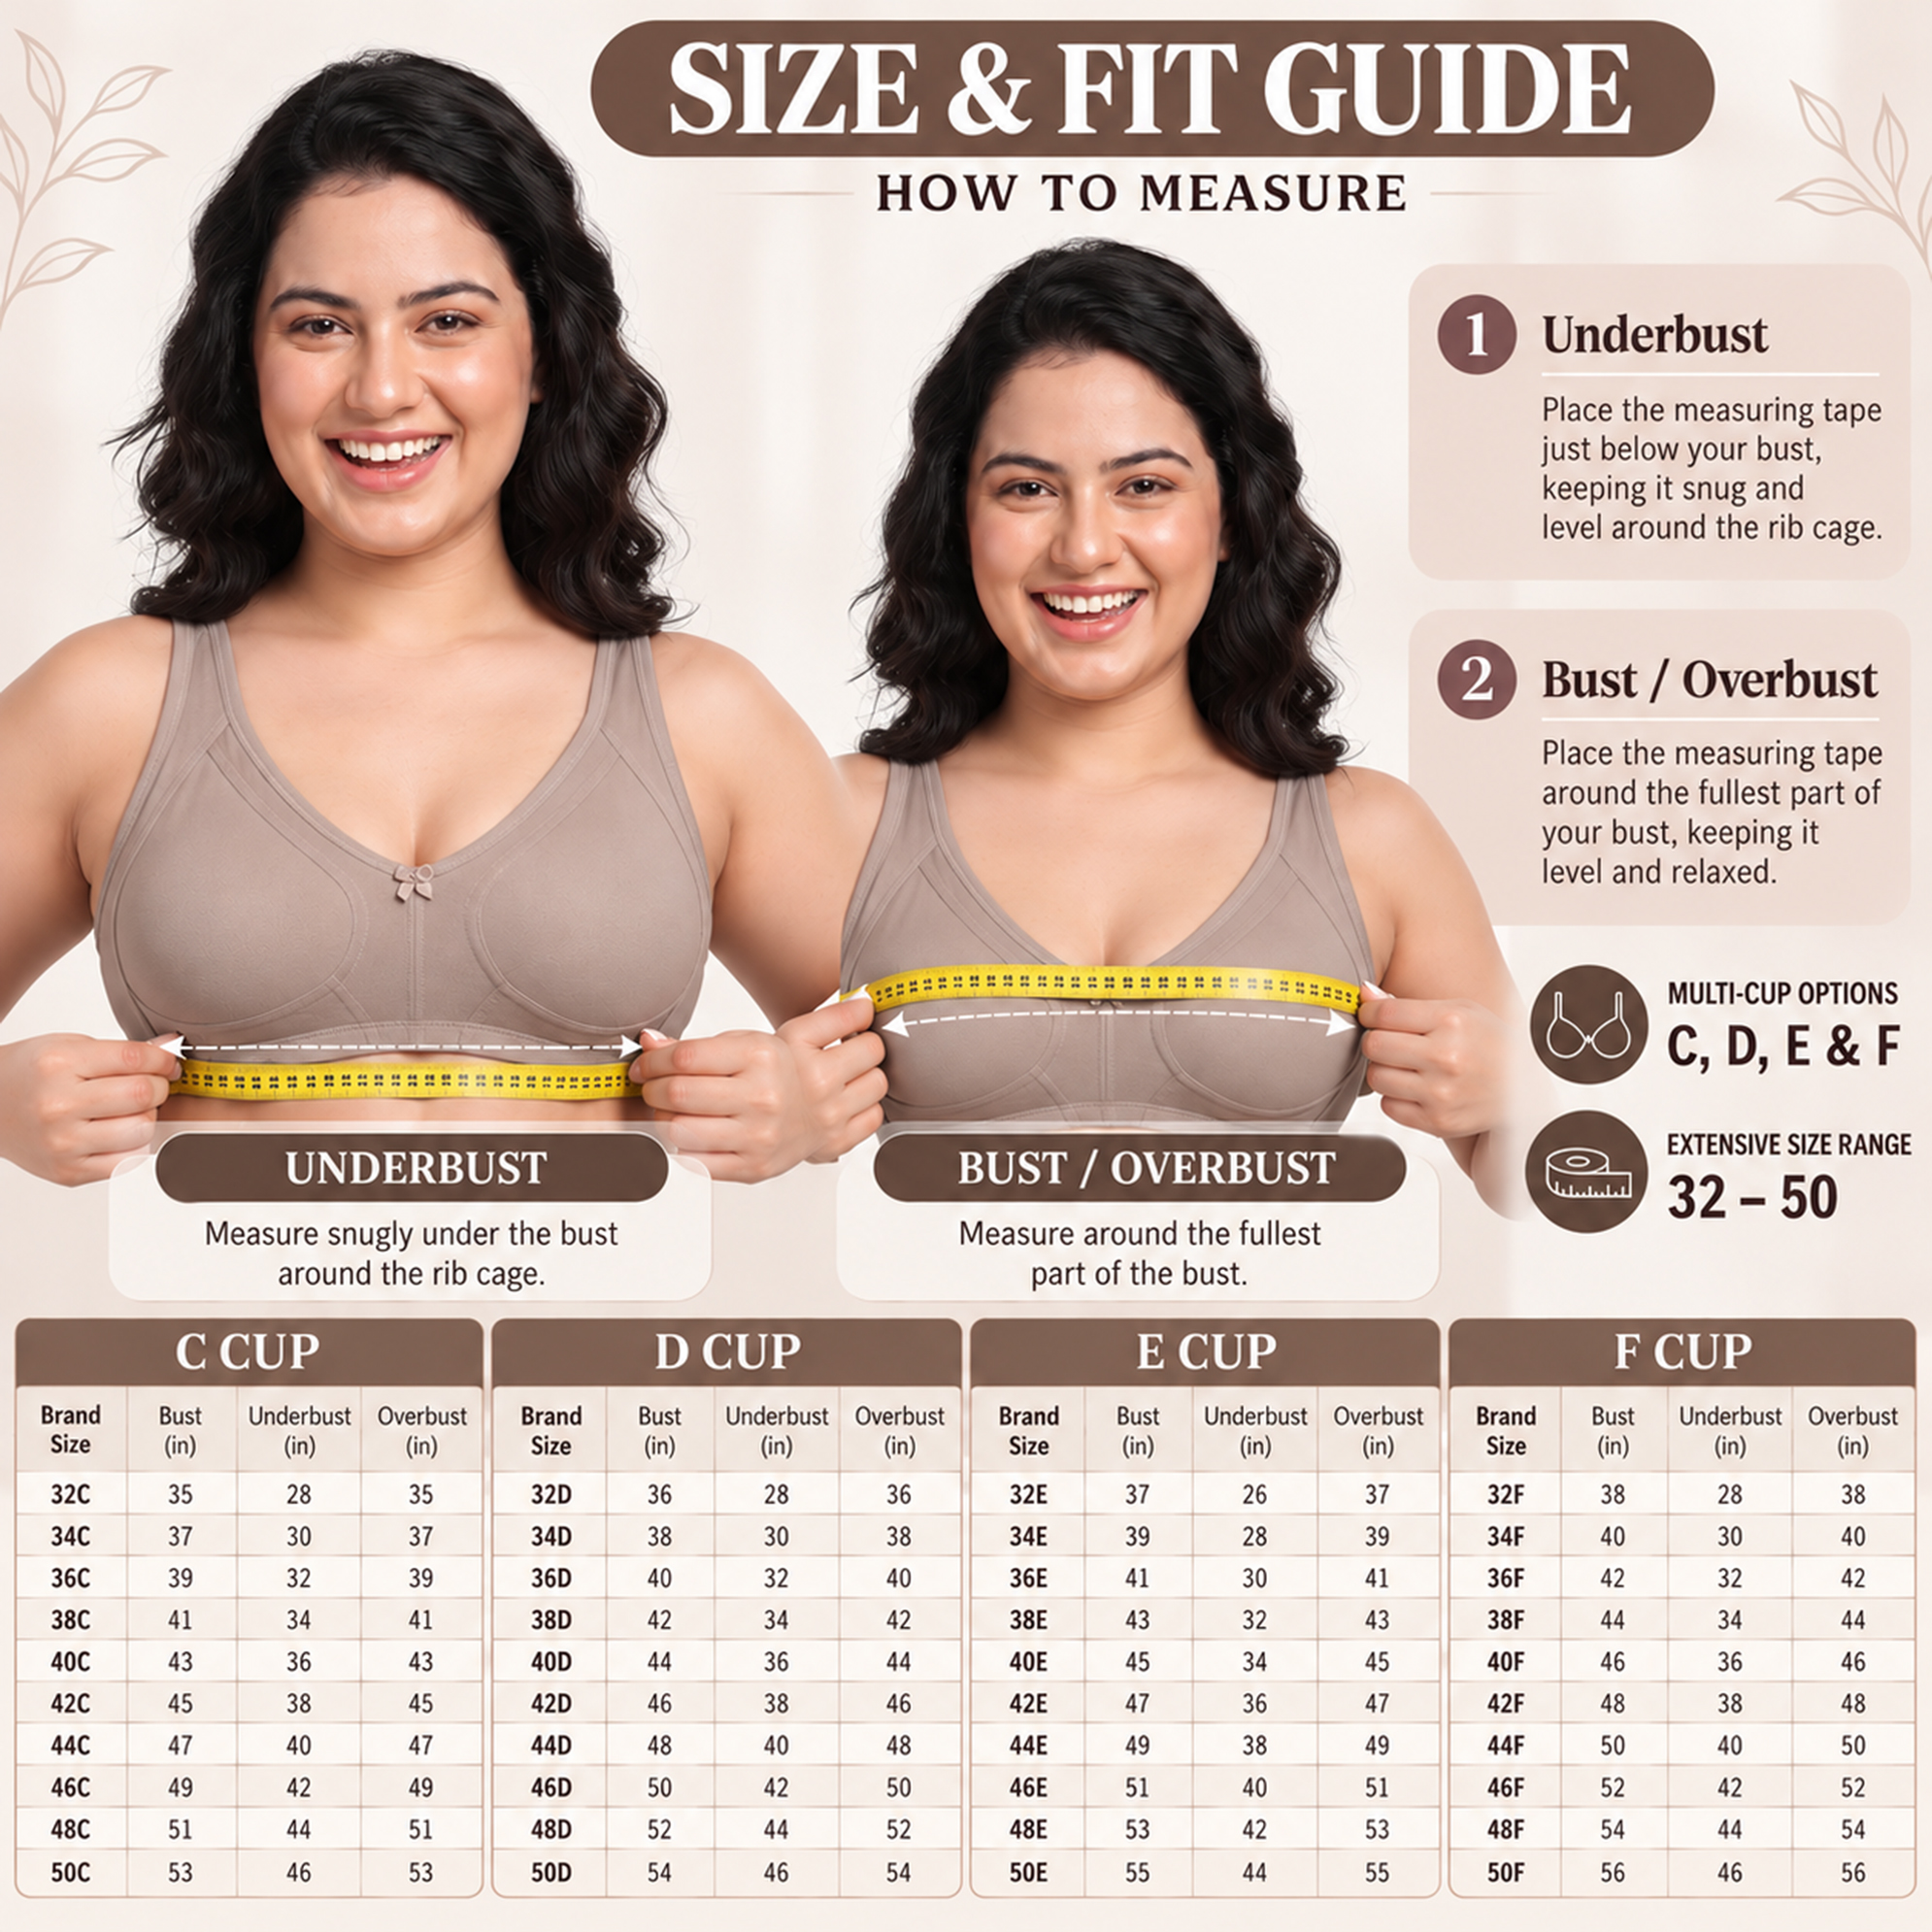 SIZE & FIT GUIDE
HOW TO MEASURE
1 Underbust
Place the measuring tape
just below your bust,
keeping it snug and
level around the rib cage.
2 Bust / Overbust
Place the measuring tape
around the fullest part of
your bust, keeping it
level and relaxed.
MULTI-CUP OPTIONS
C, D, E & F
EXTENSIVE SIZE RANGE
32 – 50
UNDERBUST
Measure snugly under the bust
around the rib cage.
BUST / OVERBUST
Measure around the fullest
part of the bust.
C CUP
Brand Size Bust (in) Underbust (in) Overbust (in)
32C 35 28 35
34C 37 30 37
36C 39 32 39
38C 41 34 41
40C 43 36 43
42C 45 38 45
44C 47 40 47
46C 49 42 49
48C 51 44 51
50C 53 46 53
D CUP
Brand Size Bust (in) Underbust (in) Overbust (in)
32D 36 28 36
34D 38 30 38
36D 40 32 40
38D 42 34 42
40D 44 36 44
42D 46 38 46
44D 48 40 48
46D 50 42 50
48D 52 44 52
50D 54 46 54
E CUP
Brand Size Bust (in) Underbust (in) Overbust (in)
32E 37 26 37
34E 39 28 39
36E 41 30 41
38E 43 32 43
40E 45 34 45
42E 47 36 47
44E 49 38 49
46E 51 40 51
48E 53 42 53
50E 55 44 55
F CUP
Brand Size Bust (in) Underbust (in) Overbust (in)
32F 38 28 38
34F 40 30 40
36F 42 32 42
38F 44 34 44
40F 46 36 46
42F 48 38 48
44F 50 40 50
46F 52 42 52
48F 54 44 54
50F 56 46 56